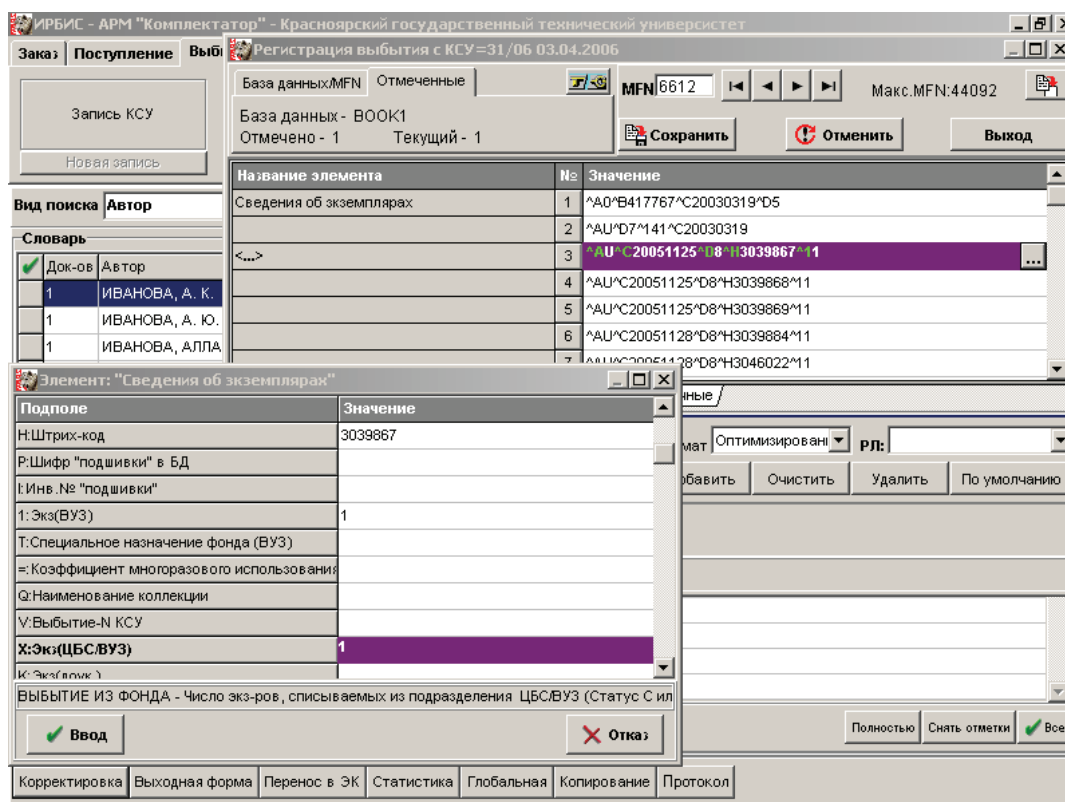 ИРБИС - АРМ "Комплектатор" - Красноярский государственный технический университет
Заказ Поступление
Регистрация выбытия с КСУ=31/06 03.04.2006
Запись КСУ
Новая запись
База данных/MFN Отмеченные
База данных - BOOK1
Отмечено - 1 Текущий - 1
MFN 6612 Макс.MFN:44092
Сохранить Отменить Выход
Вид поиска Автор
Словарь
Док-ов Автор
1 ИВАНОВА, А. К.
1 ИВАНОВА, А. Ю.
1 ИВАНОВА, АЛЛА
Название элемента № Значение
Сведения об экземплярах 1 ^A0^B417767^C20030319^D5
2 ^AU^D7^141^C20030319
<...> 3 ^AU^C20051125^D8^H3039867^11 ...
4 ^AU^C20051125^D8^H3039868^11
5 ^AU^C20051125^D8^H3039869^11
6 ^AU^C20051128^D8^H3039884^11
7 ^AU^C20051128^D8^H3046022^11
Элемент: "Сведения об экземплярах"
Подполе Значение
H:Штрих-код 3039867
P:Шифр "подшивки" в БД
I:Инв.№ "подшивки"
1: Экз(ВУЗ) 1
T:Специальное назначение фонда (ВУЗ)
=:Коэффициент многоразового использования
Q:Наименование коллекции
V:Выбытие-N КСУ
X:Экз(ЦБС/ВУЗ) 1
ВЫБЫТИЕ ИЗ ФОНДА - Число экз-ров, списываемых из подразделения ЦБС/ВУЗ (Статус С ил
Ввод Отказ
Оптимизированн РЛ:
Очистить Удалить По умолчанию
Полностью Снять отметки Все
Корректировка Выходная форма Перенос в ЭК Статистика Глобальная Копирование Протокол